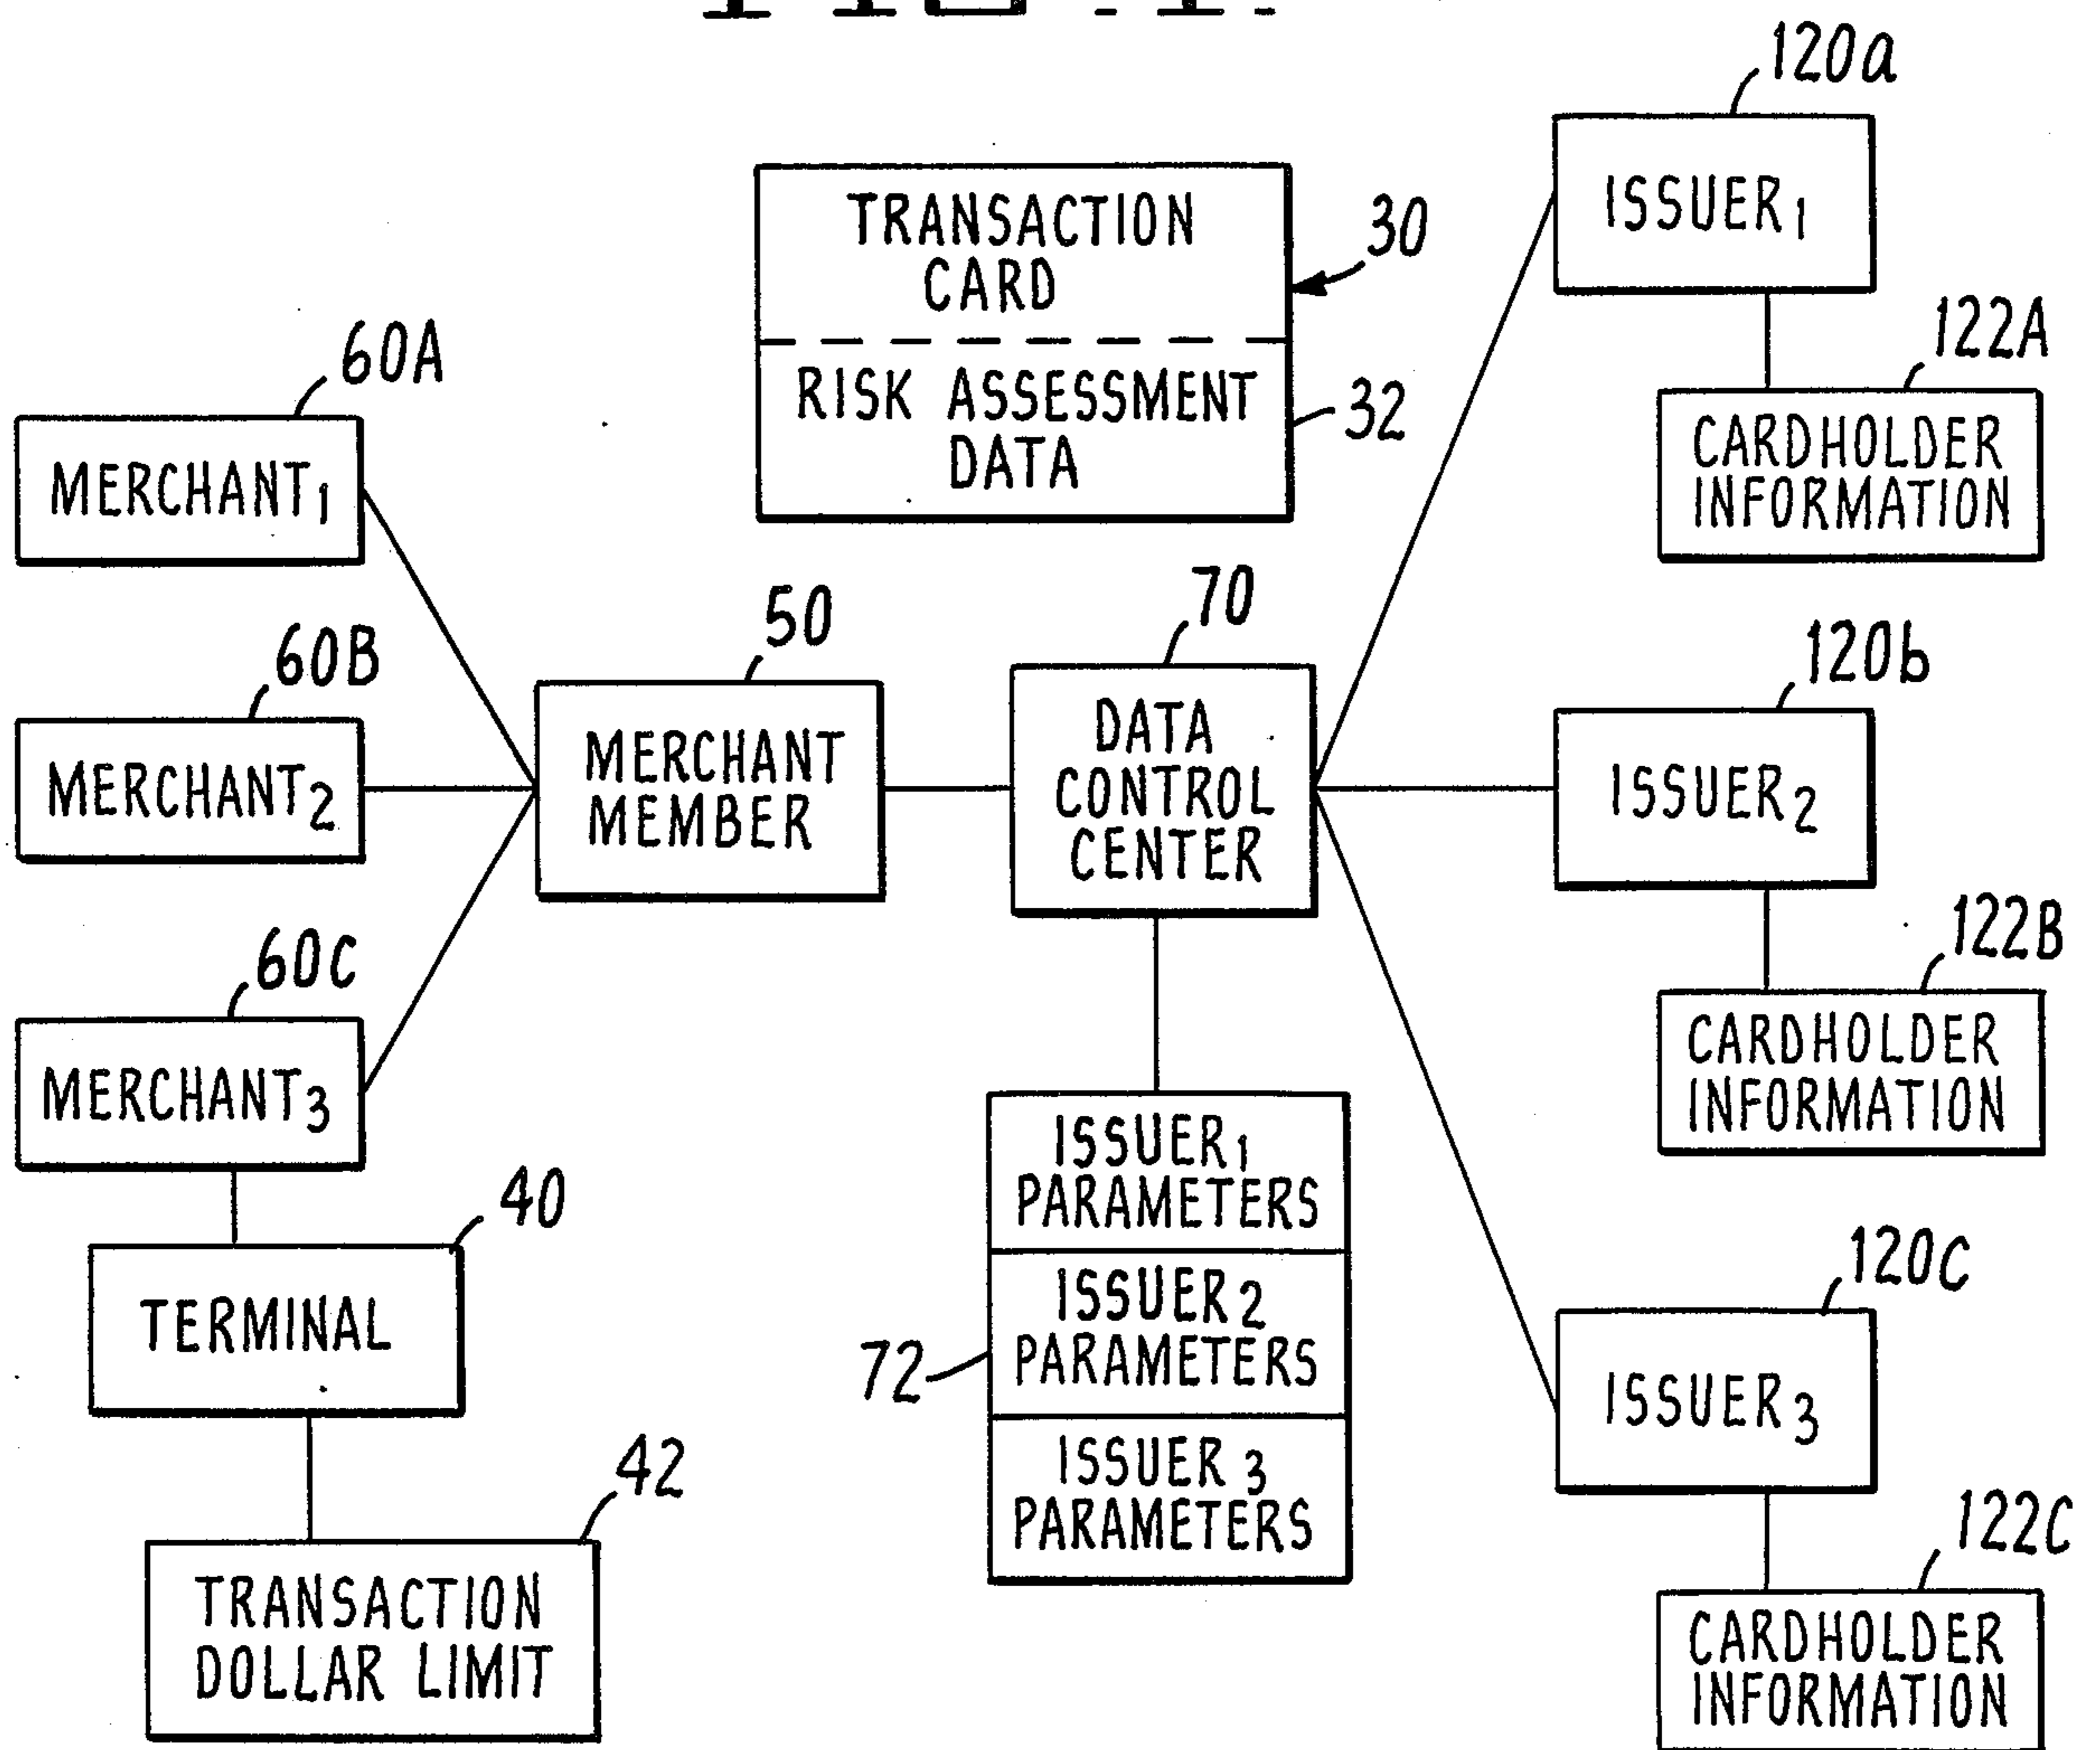 120a
ISSUER1
TRANSACTION
CARD
30
RISK ASSESSMENT
DATA
32
122A
CARDHOLDER
INFORMATION
60A
MERCHANT1
60B
MERCHANT2
50
MERCHANT
MEMBER
70
DATA
CONTROL
CENTER
120b
ISSUER2
122B
CARDHOLDER
INFORMATION
60C
MERCHANT3
40
TERMINAL
42
TRANSACTION
DOLLAR LIMIT
ISSUER1
PARAMETERS
ISSUER2
PARAMETERS
72
ISSUER3
PARAMETERS
120C
ISSUER3
122C
CARDHOLDER
INFORMATION